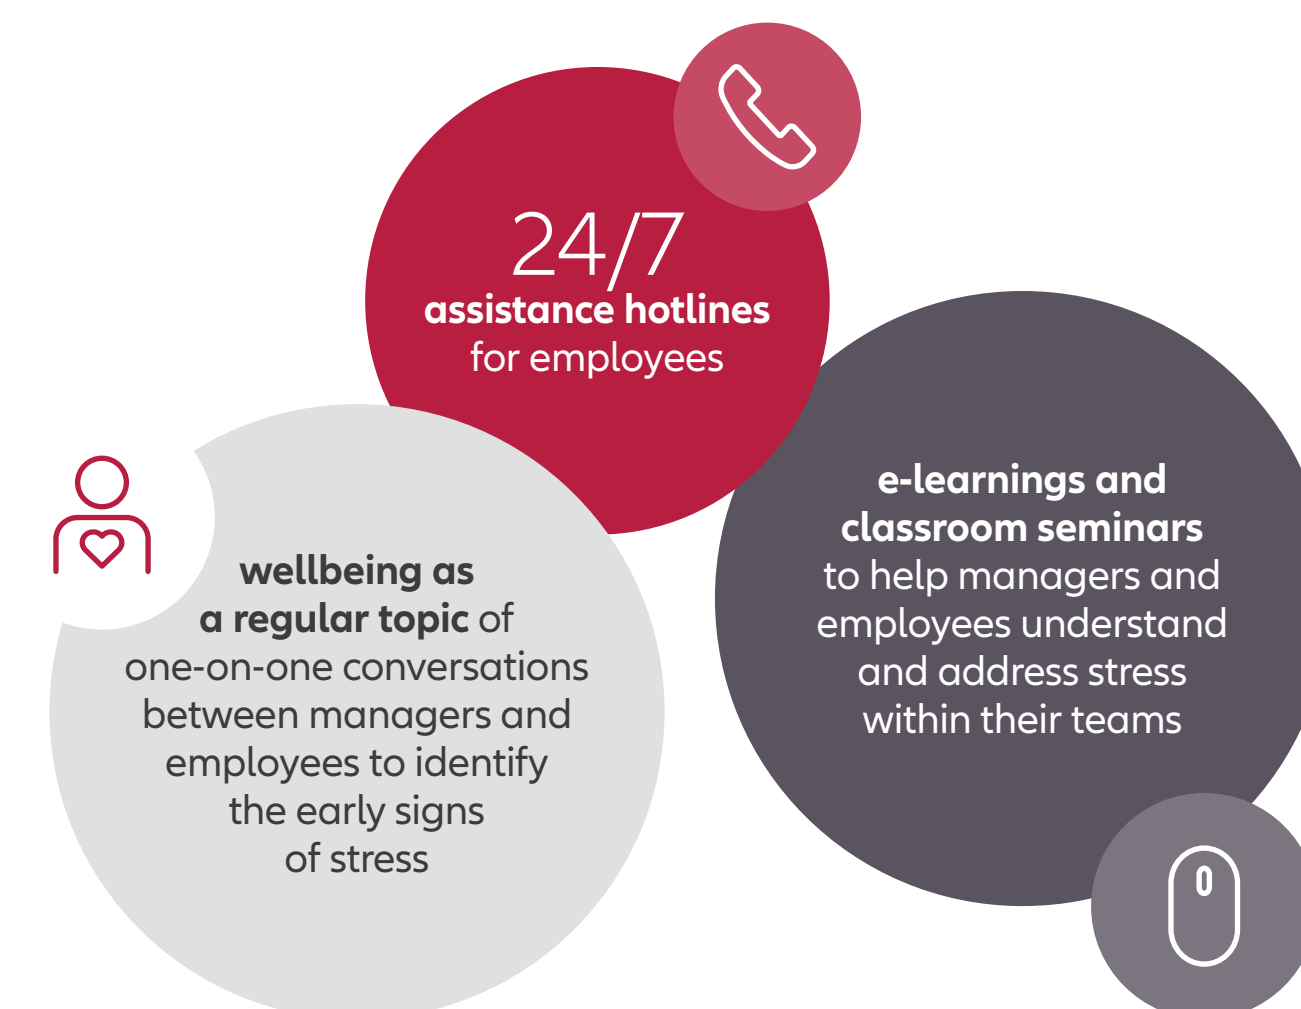 24/7
assistance hotlines
for employees
e-learnings and
classroom seminars
to help managers and
employees understand
and address stress
within their teams
wellbeing as
a regular topic of
one-on-one conversations
between managers and
employees to identify
the early signs
of stress